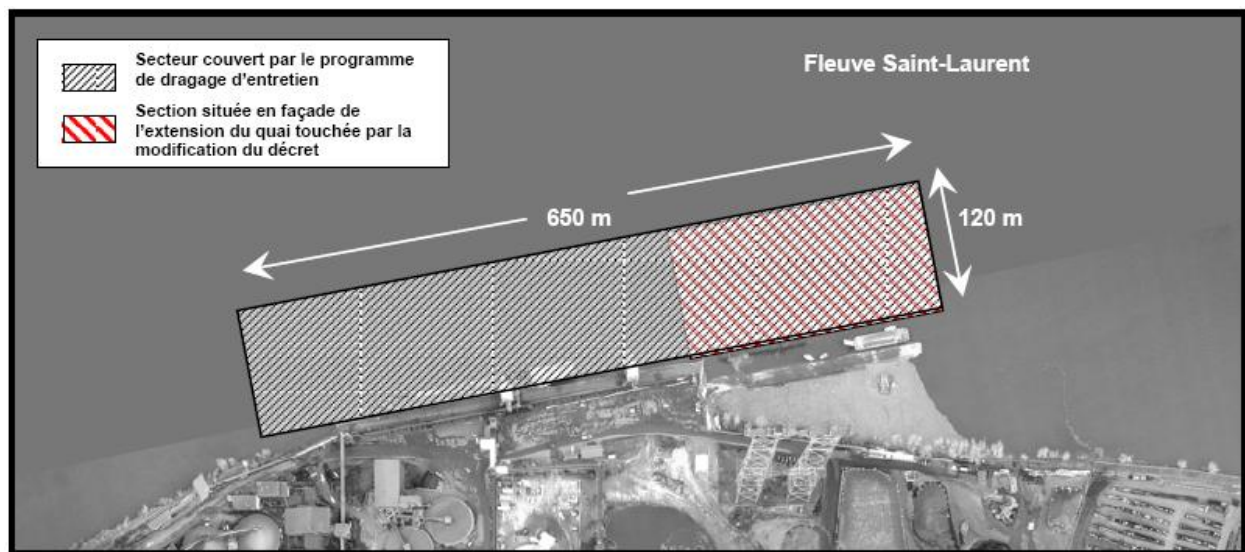 Secteur couvert par le programme
de dragage d'entretien
Section située en façade de
l'extension du quai touchée par la
modification du décret
Fleuve Saint-Laurent
650 m
120 m